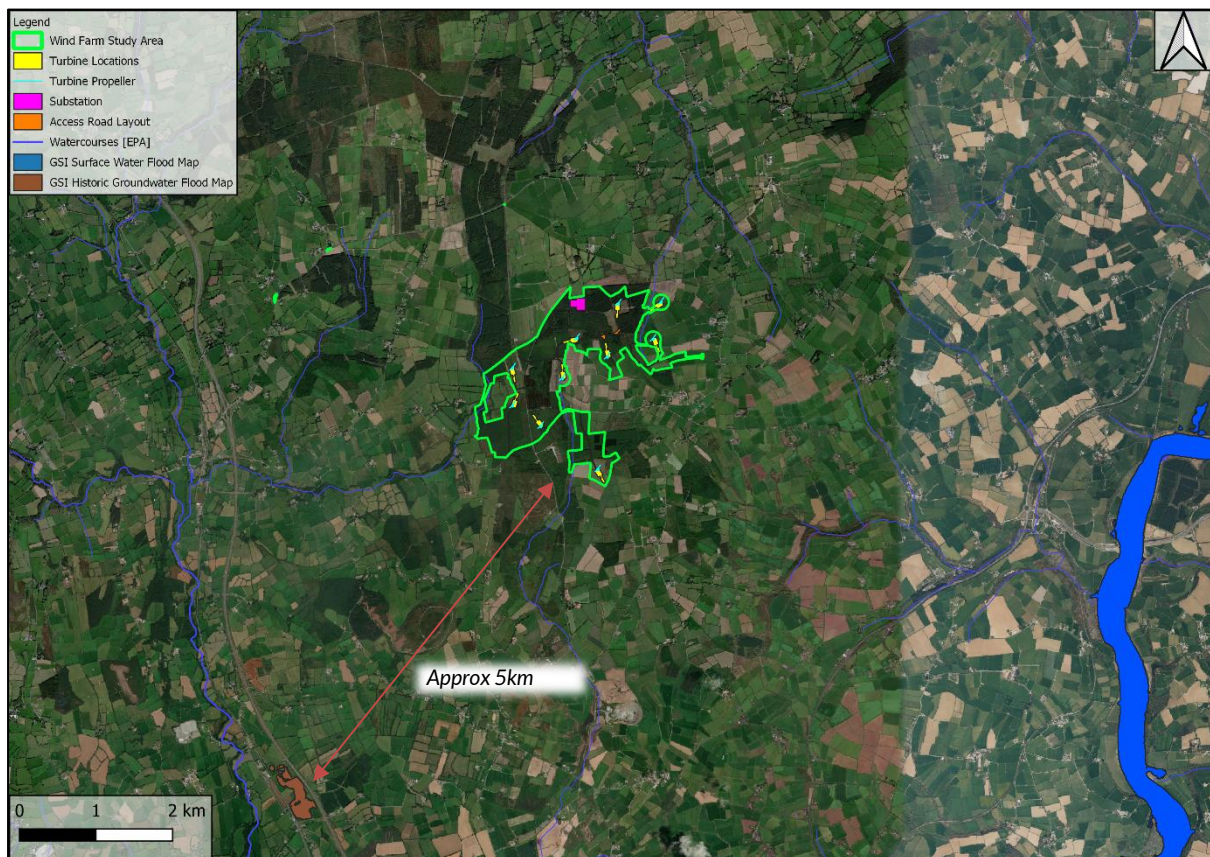 Legend
Wind Farm Study Area
Turbine Locations
Turbine Propeller
Substation
Access Road Layout
Watercourses [EPA]
GSI Surface Water Flood Map
GSI Historic Groundwater Flood Map
Approx 5km
0 1 2 km